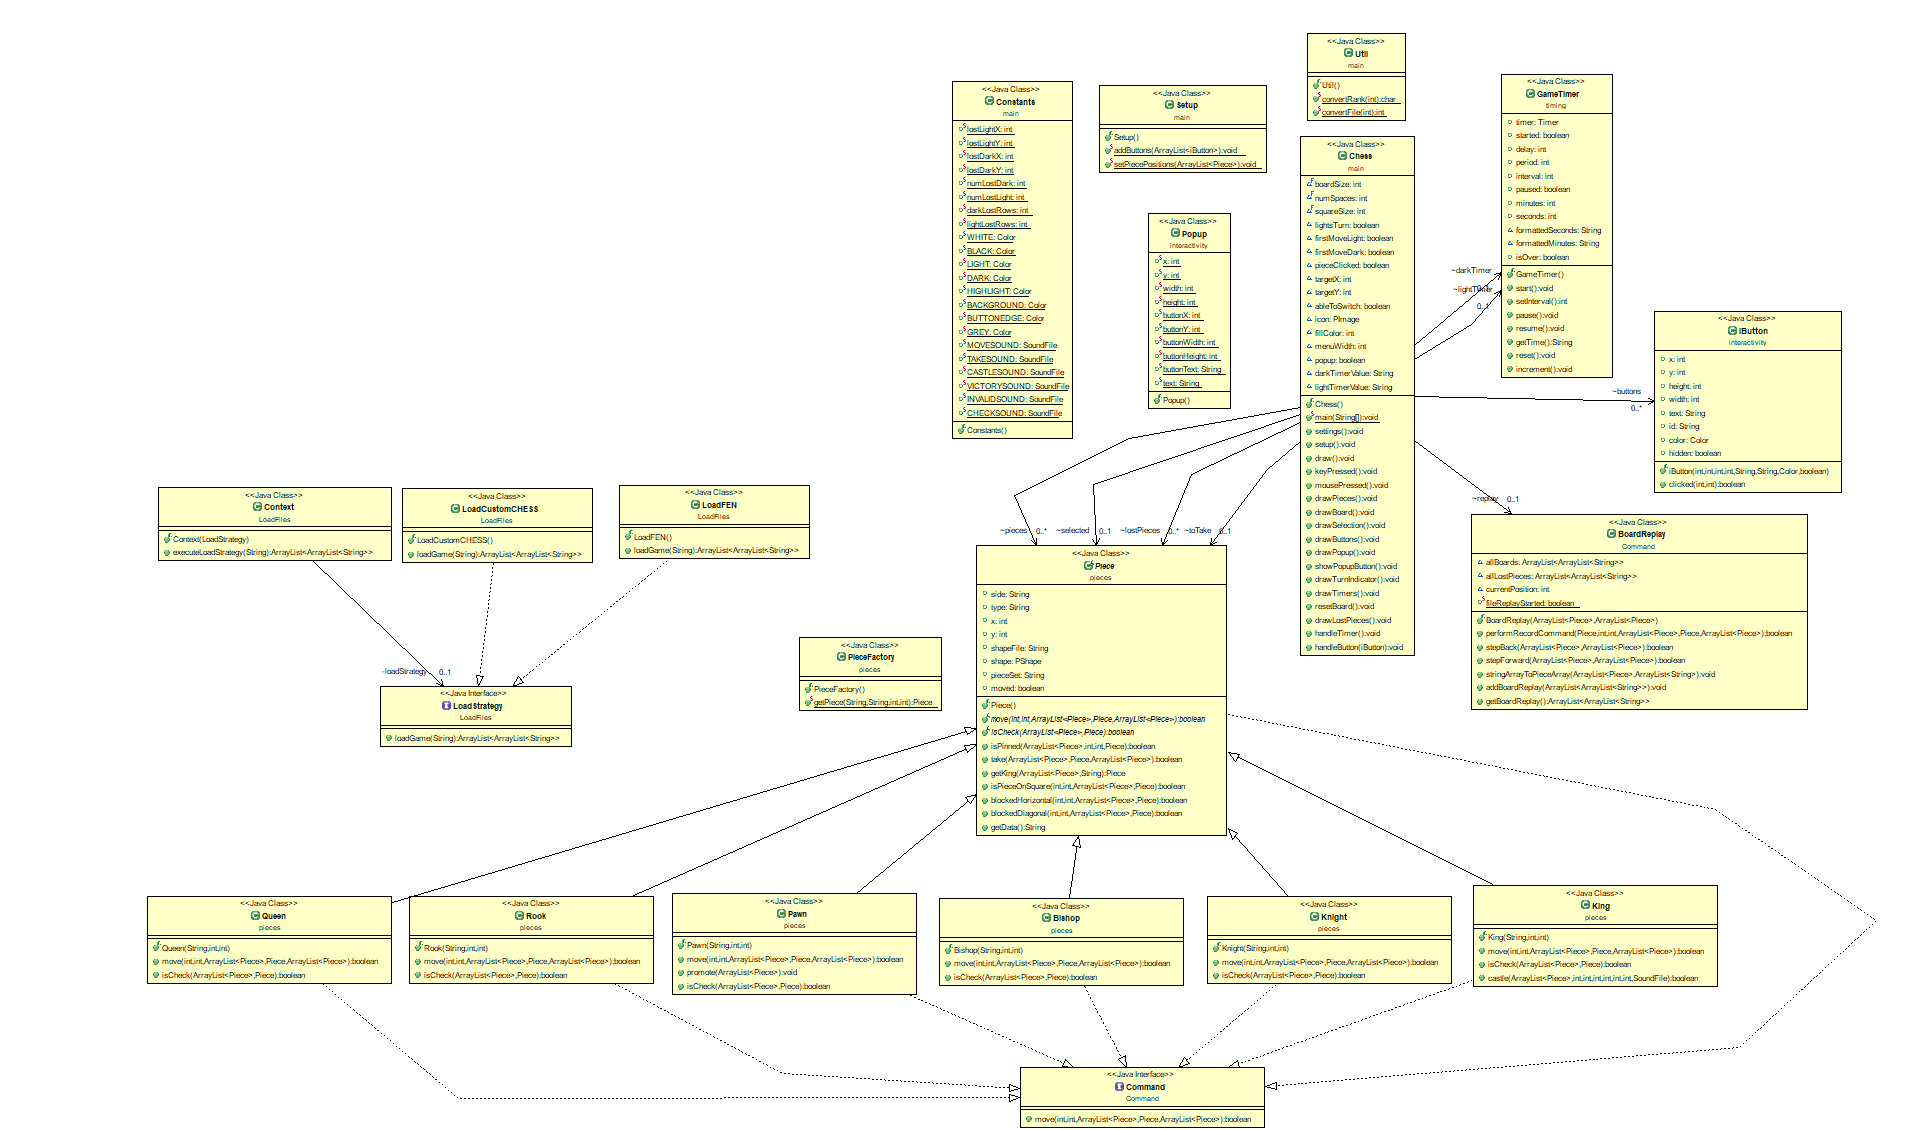 <<Java Class>>
Util
main
Util()
convertRank(int):char
convertFile(int):int
<<Java Class>>
GameTimer
timing
timer: Timer
started: boolean
delay: int
period: int
interval: int
paused: boolean
minutes: int
seconds: int
formattedSeconds: String
formattedMinutes: String
isOver: boolean
GameTimer()
start():void
setInterval():int
pause():void
resume():void
getTime():String
reset():void
increment():void
<<Java Class>>
Constants
main
lostLightX: int
lostLightY: int
lostDarkX: int
lostDarkY: int
numLostDark: int
numLostLight: int
darkLostRows: int
lightLostRows: int
WHITE: Color
BLACK: Color
LIGHT: Color
DARK: Color
HIGHLIGHT: Color
BACKGROUND: Color
BUTTONEDGE: Color
GREY: Color
MOVESOUND: SoundFile
TAKESOUND: SoundFile
CASTLESOUND: SoundFile
VICTORYSOUND: SoundFile
INVALIDSOUND: SoundFile
CHECKSOUND: SoundFile
Constants()
<<Java Class>>
Setup
main
Setup()
addButtons(ArrayList<iButton>):void
setPiecePositions(ArrayList<Piece>):void
<<Java Class>>
Chess
main
boardSize: int
numSpaces: int
squareSize: int
lightsTurn: boolean
firstMoveLight: boolean
firstMoveDark: boolean
pieceClicked: boolean
targetX: int
targetY: int
ableToSwitch: boolean
icon: PImage
fillColor: int
menuWidth: int
popup: boolean
darkTimerValue: String
lightTimerValue: String
Chess()
main(String[]):void
settings():void
setup():void
draw():void
keyPressed():void
mousePressed():void
drawPieces():void
drawBoard():void
drawSelection():void
drawButtons():void
drawPopup():void
showPopupButton():void
drawTurnIndicator():void
drawTimers():void
resetBoard():void
drawLostPieces():void
handleTimer():void
handleButton(iButton):void
<<Java Class>>
Popup
interactivity
x: int
y: int
width: int
height: int
buttonX: int
buttonY: int
buttonWidth: int
buttonHeight: int
buttonText: String
text: String
Popup()
~darkTimer
0..1
~lightTimer
0..1
<<Java Class>>
iButton
interactivity
x: int
y: int
height: int
width: int
text: String
id: String
color: Color
hidden: boolean
iButton(int,int,int,int,String,String,Color,boolean)
clicked(int,int):boolean
~buttons
0..*
~replay 0..1
<<Java Class>>
BoardReplay
Command
allBoards: ArrayList<ArrayList<String>>
allLostPieces: ArrayList<ArrayList<String>>
currentPosition: int
fileReplayStarted: boolean
BoardReplay(ArrayList<Piece>,ArrayList<Piece>)
performRecordCommand(Piece,int,int,ArrayList<Piece>,Piece,ArrayList<Piece>):boolean
stepBack(ArrayList<Piece>,ArrayList<Piece>):boolean
stepForward(ArrayList<Piece>,ArrayList<Piece>):boolean
stringArrayToPieceArray(ArrayList<Piece>,ArrayList<String>):void
addBoardReplay(ArrayList<ArrayList<String>>):void
getBoardReplay():ArrayList<ArrayList<String>>
<<Java Class>>
Context
LoadFiles
Context(LoadStrategy)
executeLoadStrategy(String):ArrayList<ArrayList<String>>
<<Java Class>>
LoadCustomCHESS
LoadFiles
LoadCustomCHESS()
loadGame(String):ArrayList<ArrayList<String>>
<<Java Class>>
LoadFEN
LoadFiles
LoadFEN()
loadGame(String):ArrayList<ArrayList<String>>
-loadStrategy 0..1
<<Java Interface>>
LoadStrategy
LoadFiles
loadGame(String):ArrayList<ArrayList<String>>
~pieces 0..* ~selected 0..1 ~lostPieces 0..* ~toTake 0..1
<<Java Class>>
Piece
pieces
side: String
type: String
x: int
y: int
shapeFile: String
shape: PShape
pieceSet: String
moved: boolean
Piece()
move(int,int,ArrayList<Piece>,Piece,ArrayList<Piece>):boolean
isCheck(ArrayList<Piece>,Piece):boolean
isPinned(ArrayList<Piece>,int,int,Piece):boolean
take(ArrayList<Piece>,Piece,ArrayList<Piece>):boolean
getKing(ArrayList<Piece>,String):Piece
isPieceOnSquare(int,int,ArrayList<Piece>,Piece):boolean
blockedHorizontal(int,int,ArrayList<Piece>,Piece):boolean
blockedDiagonal(int,int,ArrayList<Piece>,Piece):boolean
getData():String
<<Java Class>>
PieceFactory
pieces
PieceFactory()
getPiece(String,String,int,int):Piece
<<Java Class>>
Queen
pieces
Queen(String,int,int)
move(int,int,ArrayList<Piece>,Piece,ArrayList<Piece>):boolean
isCheck(ArrayList<Piece>,Piece):boolean
<<Java Class>>
Rook
pieces
Rook(String,int,int)
move(int,int,ArrayList<Piece>,Piece,ArrayList<Piece>):boolean
isCheck(ArrayList<Piece>,Piece):boolean
<<Java Class>>
Pawn
pieces
Pawn(String,int,int)
move(int,int,ArrayList<Piece>,Piece,ArrayList<Piece>):boolean
promote(ArrayList<Piece>):void
isCheck(ArrayList<Piece>,Piece):boolean
<<Java Class>>
Bishop
pieces
Bishop(String,int,int)
move(int,int,ArrayList<Piece>,Piece,ArrayList<Piece>):boolean
isCheck(ArrayList<Piece>,Piece):boolean
<<Java Class>>
Knight
pieces
Knight(String,int,int)
move(int,int,ArrayList<Piece>,Piece,ArrayList<Piece>):boolean
isCheck(ArrayList<Piece>,Piece):boolean
<<Java Class>>
King
pieces
King(String,int,int)
move(int,int,ArrayList<Piece>,Piece,ArrayList<Piece>):boolean
isCheck(ArrayList<Piece>,Piece):boolean
castle(ArrayList<Piece>,int,int,int,int,int,int,SoundFile):boolean
<<Java Interface>>
Command
Command
move(int,int,ArrayList<Piece>,Piece,ArrayList<Piece>):boolean